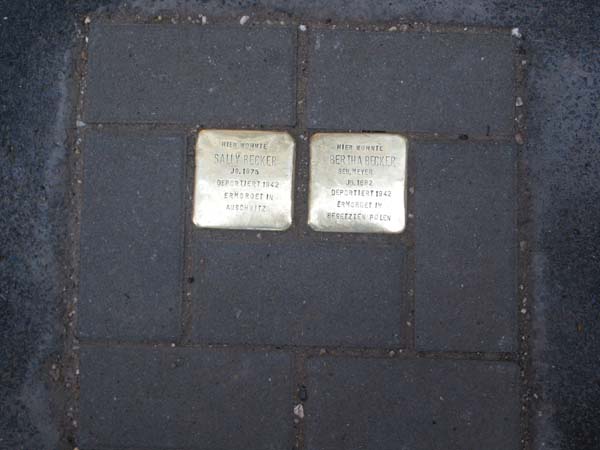 HIER WOHNTE
SALLY BECKER
JG. 1875
DEPORTIERT 1942
ERMORDET IN
AUSCHWITZ
HIER WOHNTE
BERTHA BECKER
GEB. MEYER
JG. 1882
DEPORTIERT 1942
ERMORDET IM
BESETZTEN POLEN